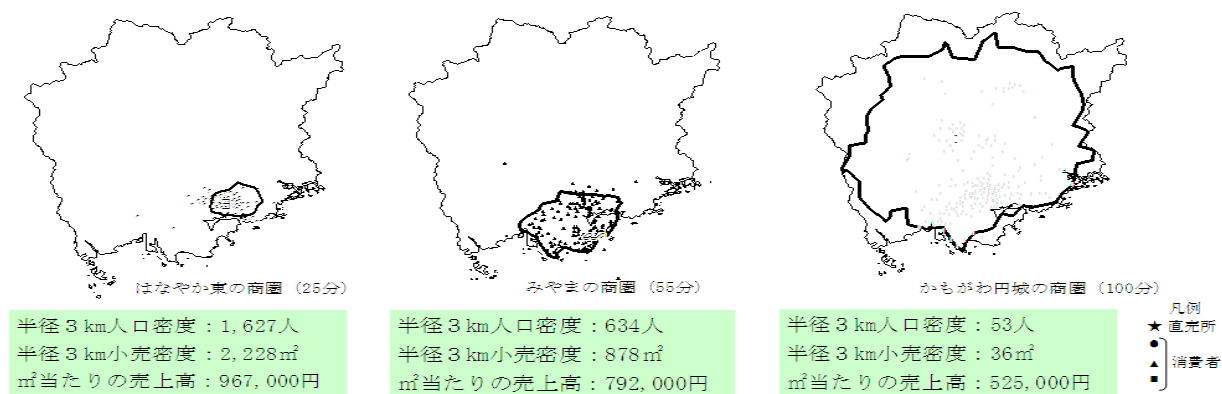 はなやか東の商圏（25分）
半径３km人口密度：1,627人
半径３km小売密度：2,228㎡
㎡当たりの売上高：967,000円
みやまの商圏（55分）
半径３km人口密度：634人
半径３km小売密度：878㎡
㎡当たりの売上高：792,000円
かもがわ円城の商圏（100分）
半径３km人口密度：53人
半径３km小売密度：36㎡
㎡当たりの売上高：525,000円
凡例
★ 直売所
●
▲ 消費者
■